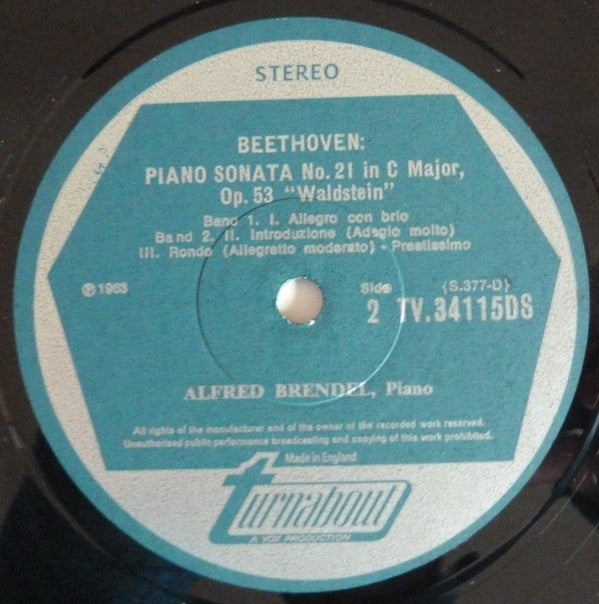 STEREO
BEETHOVEN:
PIANO SONATA No. 21 in C Major,
Op. 53 "Waldstein"
Band 1. I. Allegro con brio
Band 2. II. Introduzione (Adagio molto)
III. Rondo (Allegretto moderato) - Prestissimo
℗ 1963
Side (S.377-D)
2 TV.34115DS
ALFRED BRENDEL, Piano
All rights of the manufacturer and of the owner of the recorded work reserved.
Unauthorised public performance broadcasting and copying of this work prohibited.
Made in England
turnabout
A VOX PRODUCTION